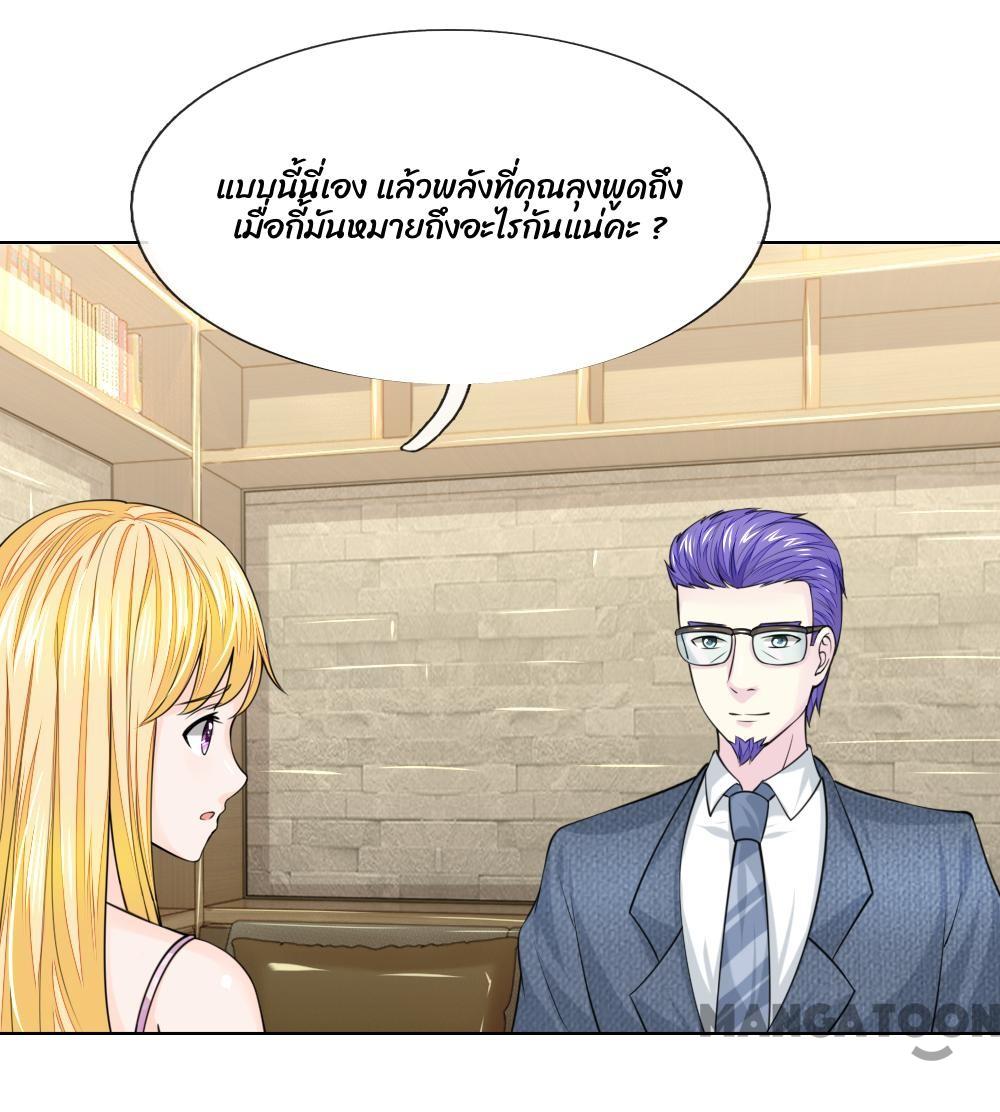 แบบนี้นี่เอง แล้วพลังที่คุณลุงพูดถึง
เมื่อกี้มันหมายถึงอะไรกันแน่คะ ?
MANGATOON